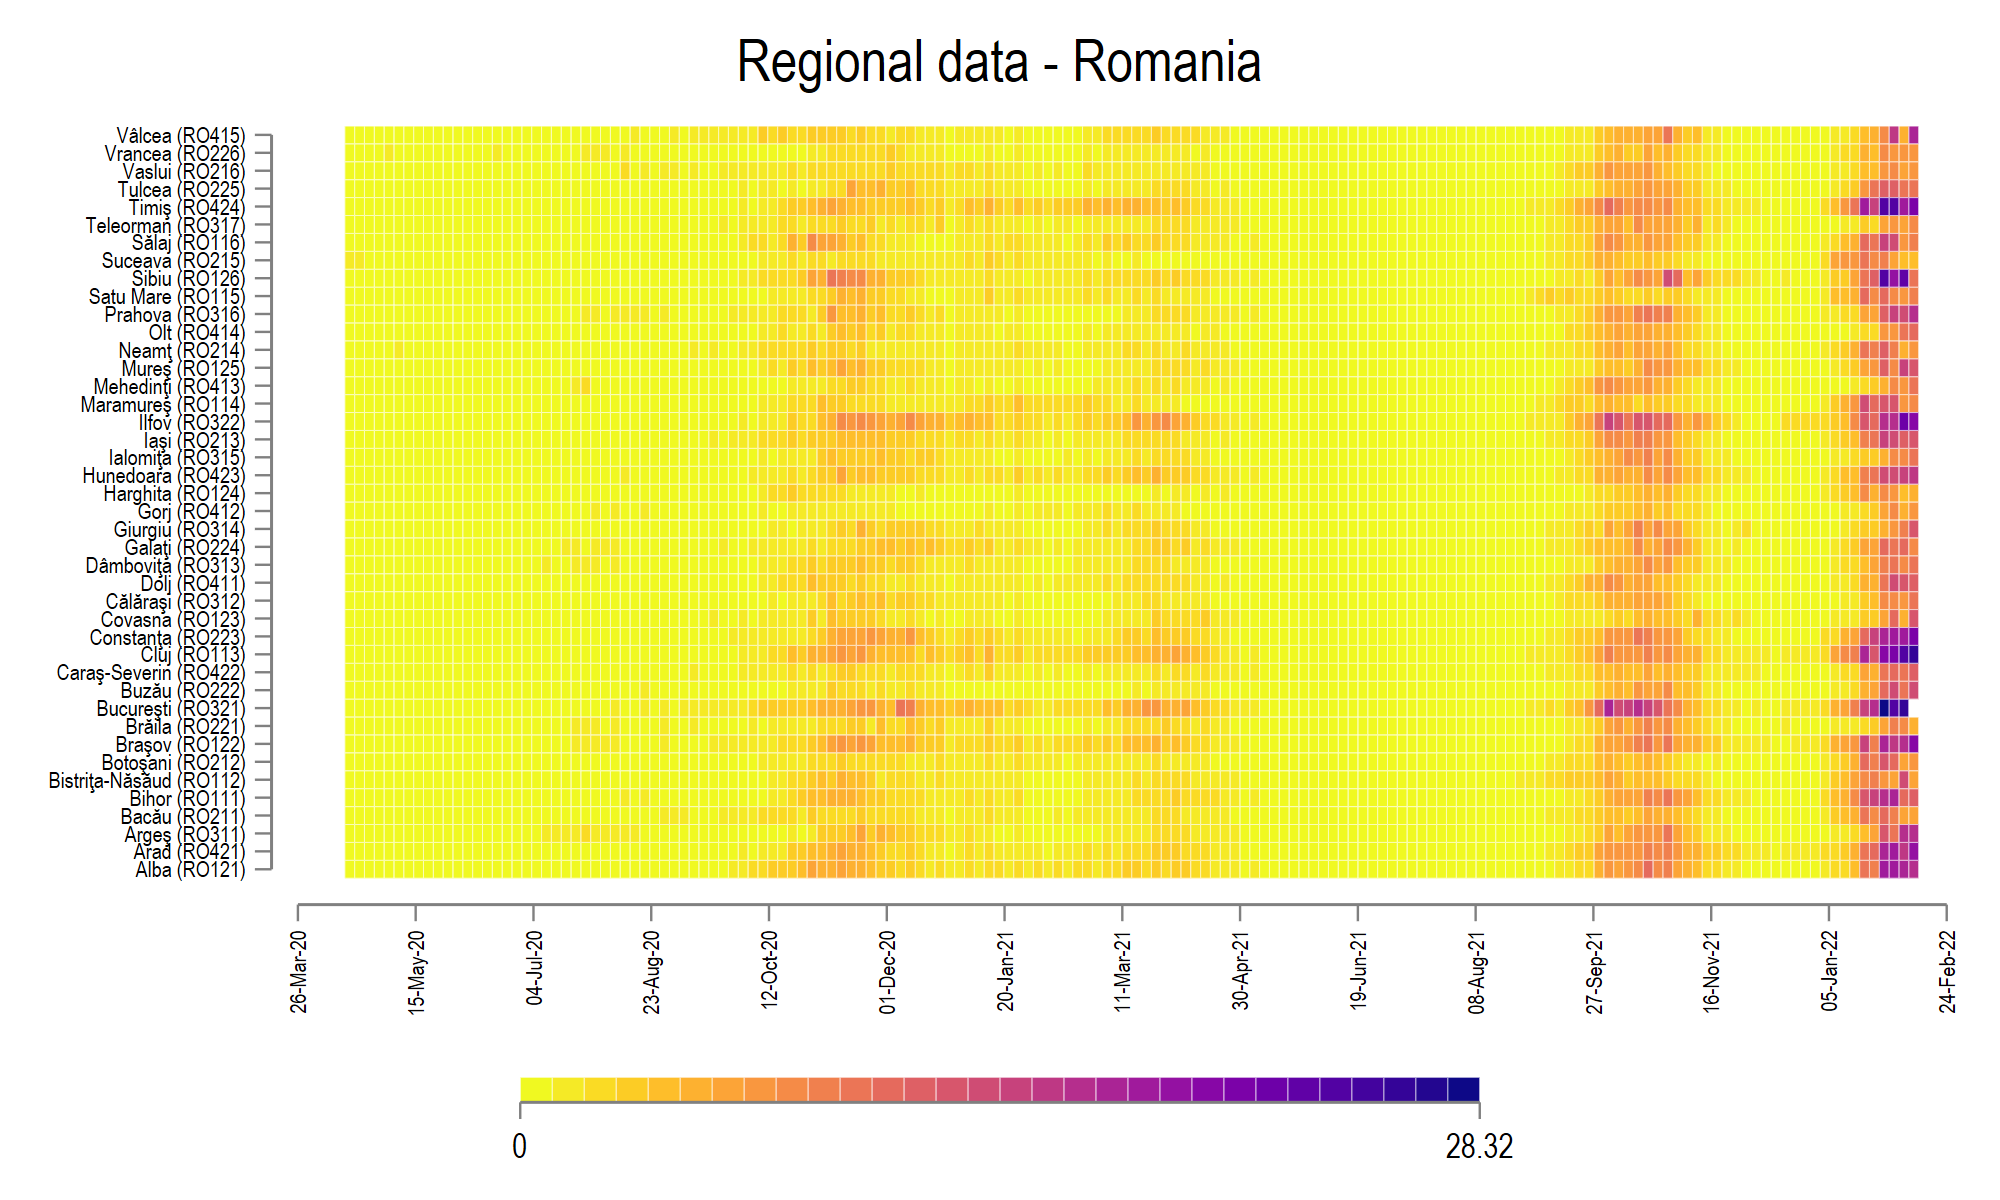 Regional data - Romania
Vâlcea (RO415)
Vrancea (RO226)
Vaslui (RO216)
Tulcea (RO225)
Timiş (RO424)
Teleorman (RO317)
Sălaj (RO116)
Suceava (RO215)
Sibiu (RO126)
Satu Mare (RO115)
Prahova (RO316)
Olt (RO414)
Neamţ (RO214)
Mureş (RO125)
Mehedinţi (RO413)
Maramureş (RO114)
Ilfov (RO322)
Iaşi (RO213)
Ialomiţa (RO315)
Hunedoara (RO423)
Harghita (RO124)
Gorj (RO412)
Giurgiu (RO314)
Galaţi (RO224)
Dâmboviţa (RO313)
Dolj (RO411)
Călăraşi (RO312)
Covasna (RO123)
Constanţa (RO223)
Cluj (RO113)
Caraş-Severin (RO422)
Buzău (RO222)
Bucureşti (RO321)
Brăila (RO221)
Braşov (RO122)
Botoşani (RO212)
Bistriţa-Năsăud (RO112)
Bihor (RO111)
Bacău (RO211)
Argeş (RO311)
Arad (RO421)
Alba (RO121)
26-Mar-20
15-May-20
04-Jul-20
23-Aug-20
12-Oct-20
01-Dec-20
20-Jan-21
11-Mar-21
30-Apr-21
19-Jun-21
08-Aug-21
27-Sep-21
16-Nov-21
05-Jan-22
24-Feb-22
0
28.32